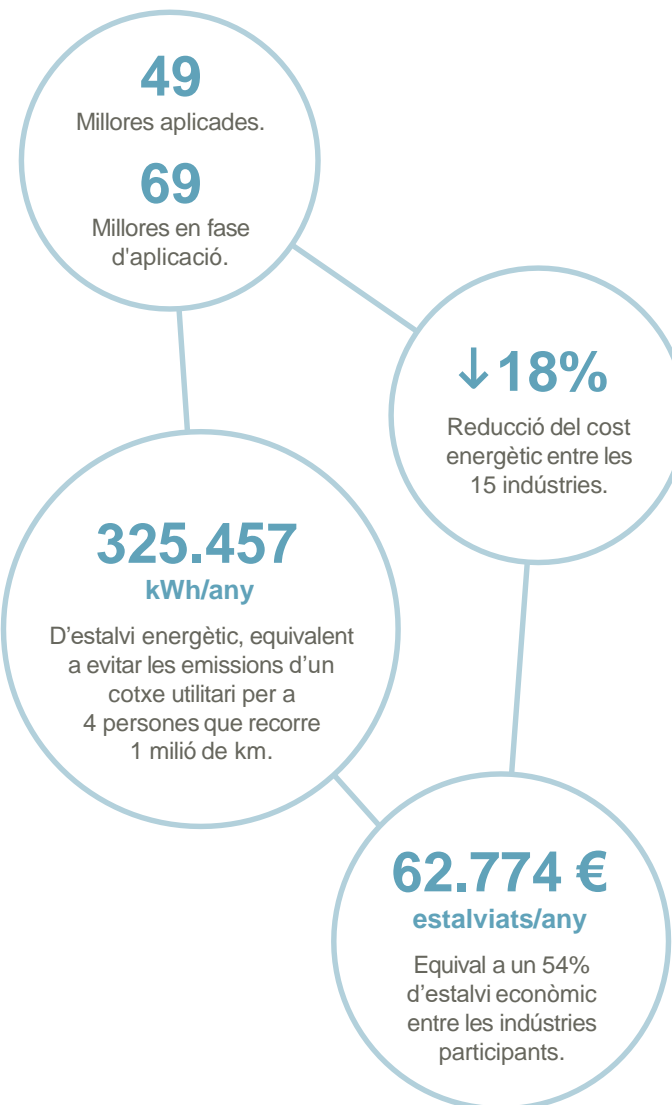 49
Millores aplicades.
69
Millores en fase
d'aplicació.
↓18%
Reducció del cost
energètic entre les
15 indústries.
325.457
kWh/any
D’estalvi energètic, equivalent
a evitar les emissions d’un
cotxe utilitari per a
4 persones que recorre
1 milió de km.
62.774 €
estalviats/any
Equival a un 54%
d’estalvi econòmic
entre les indústries
participants.